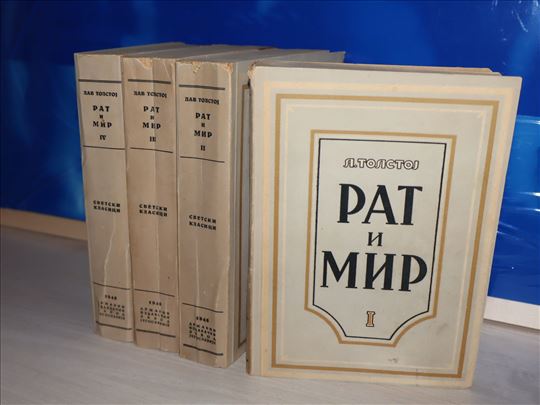 ЛАВ ТОЛСТОЈ
РАТ
И
МИР
IV
СВЕТСКИ
КЛАСИЦИ
ЛАВ ТОЛСТОЈ
РАТ
И
МИР
III
СВЕТСКИ
КЛАСИЦИ
ЛАВ ТОЛСТОЈ
РАТ
И
МИР
II
СВЕТСКИ
КЛАСИЦИ
Л.ТОЛСТОЈ
РАТ
И
МИР
I